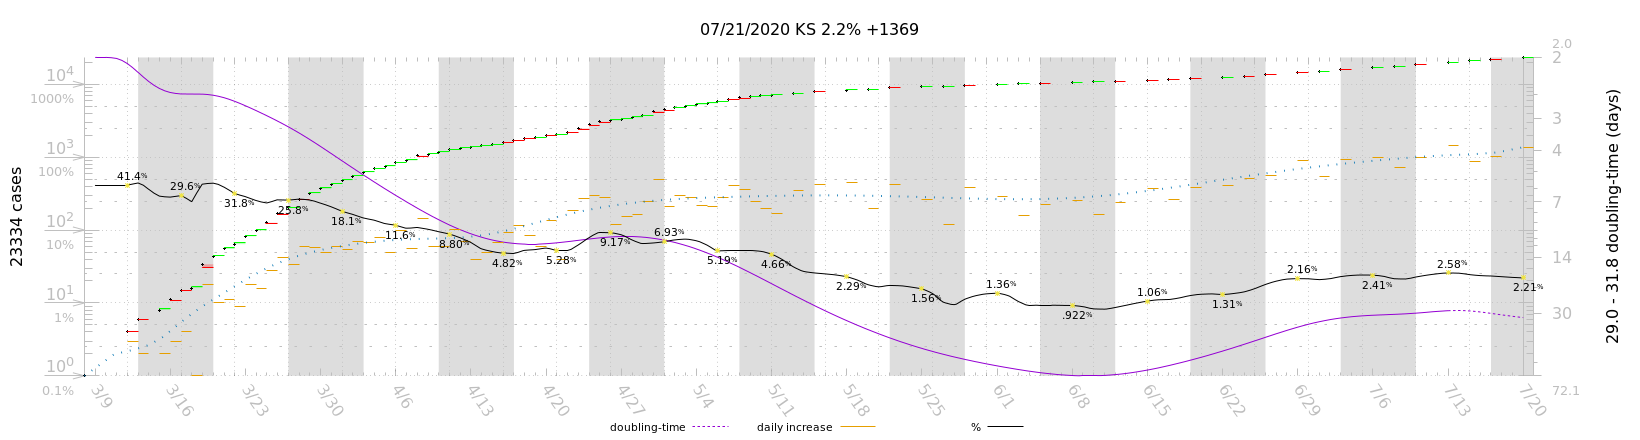 07/21/2020 KS 2.2% +1369
2.0
10⁴ 2
1000%
3
10³ 4
100%
41.4% 29.6% 31.8% 25.8% 18.1% 11.6% 8.80% 4.82% 5.28% 9.17% 6.93% 5.19% 4.66% 2.29% 1.56% 1.36% .922% 1.06% 1.31% 2.16% 2.41% 2.58% 2.21%
7
10²
10%
14
10¹
1% 30
10⁰
0.1% 72.1
23334 cases
29.0 - 31.8 doubling-time (days)
3/9 3/16 3/23 3/30 4/6 4/13 4/20 4/27 5/4 5/11 5/18 5/25 6/1 6/8 6/15 6/22 6/29 7/6 7/13 7/20
doubling-time daily increase %